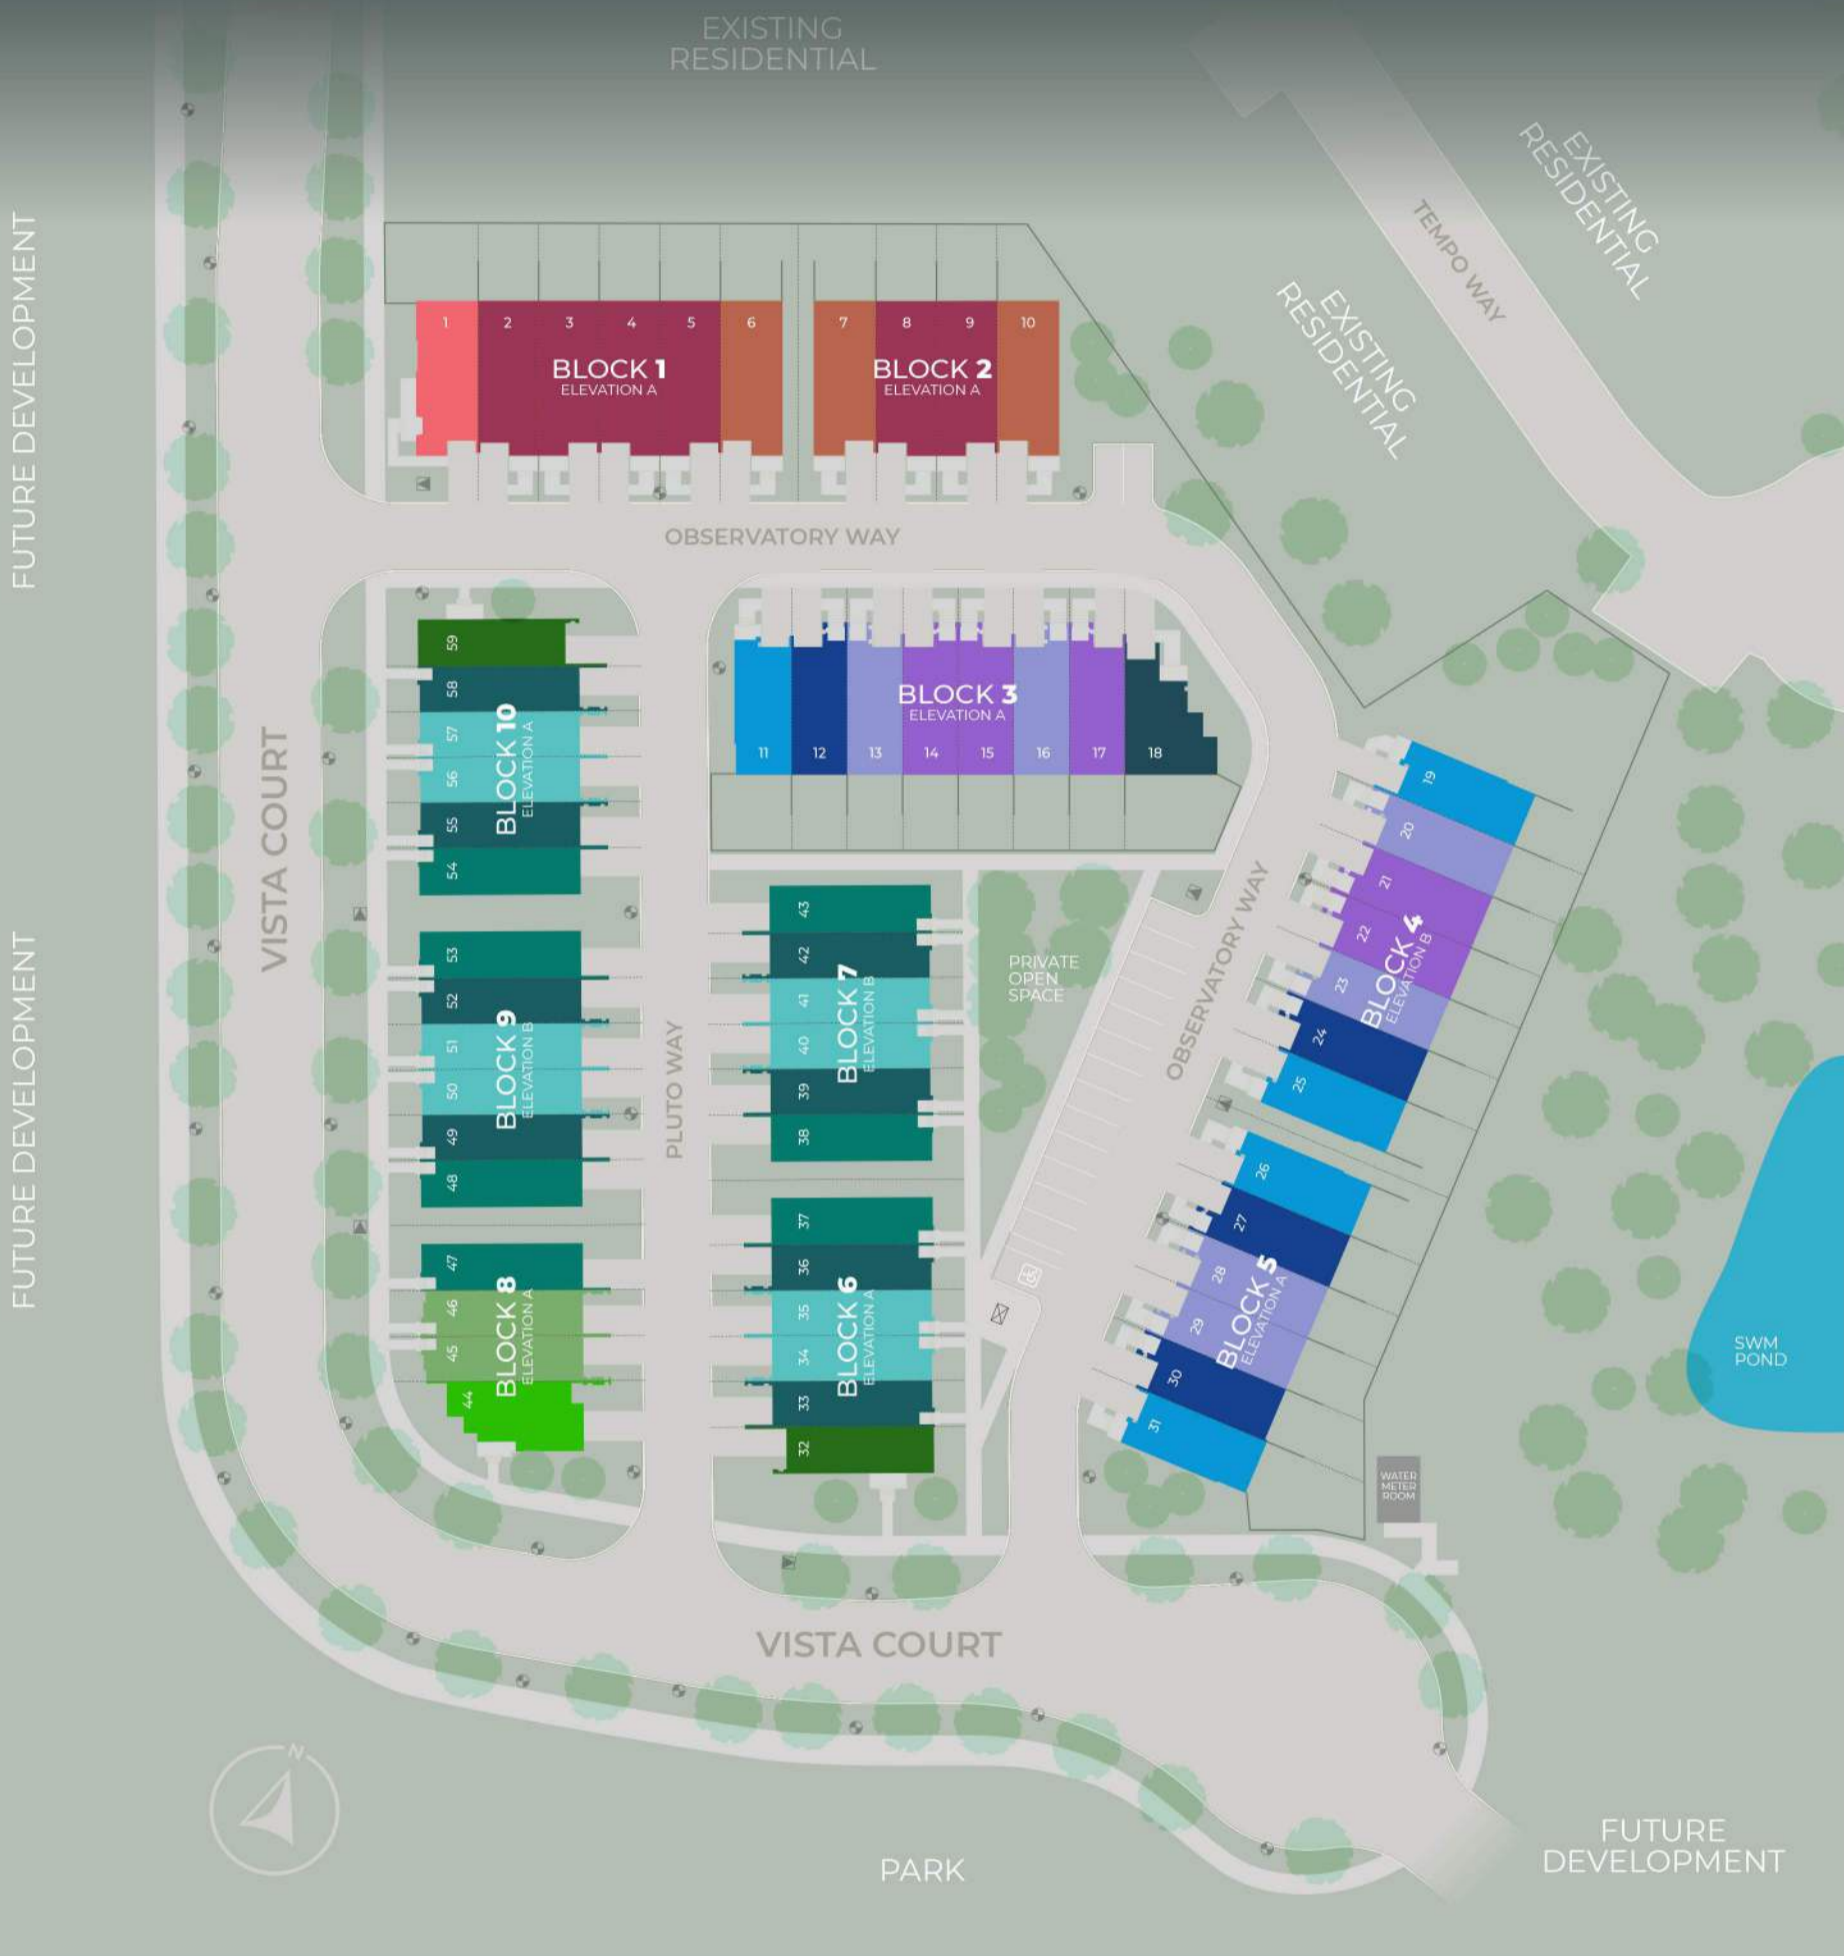 EXISTING
RESIDENTIAL
EXISTING
RESIDENTIAL
TEMPO WAY
EXISTING
RESIDENTIAL
FUTURE DEVELOPMENT
1
2
3
4
5
6
BLOCK 1
ELEVATION A
7
8
9
10
BLOCK 2
ELEVATION A
OBSERVATORY WAY
59
58
57
56
55
54
BLOCK 10
ELEVATION A
BLOCK 3
ELEVATION A
11
12
13
14
15
16
17
18
VISTA COURT
19
20
21
22
23
24
25
BLOCK 4
ELEVATION B
FUTURE DEVELOPMENT
53
52
51
50
49
48
BLOCK 9
ELEVATION B
PLUTO WAY
43
42
41
40
39
38
BLOCK 7
ELEVATION B
PRIVATE
OPEN
SPACE
OBSERVATORY WAY
26
27
28
29
30
31
BLOCK 5
ELEVATION A
47
46
45
44
BLOCK 8
ELEVATION A
37
36
35
34
33
32
BLOCK 6
ELEVATION A
SWM
POND
WATER
METER
ROOM
VISTA COURT
N
PARK
FUTURE
DEVELOPMENT